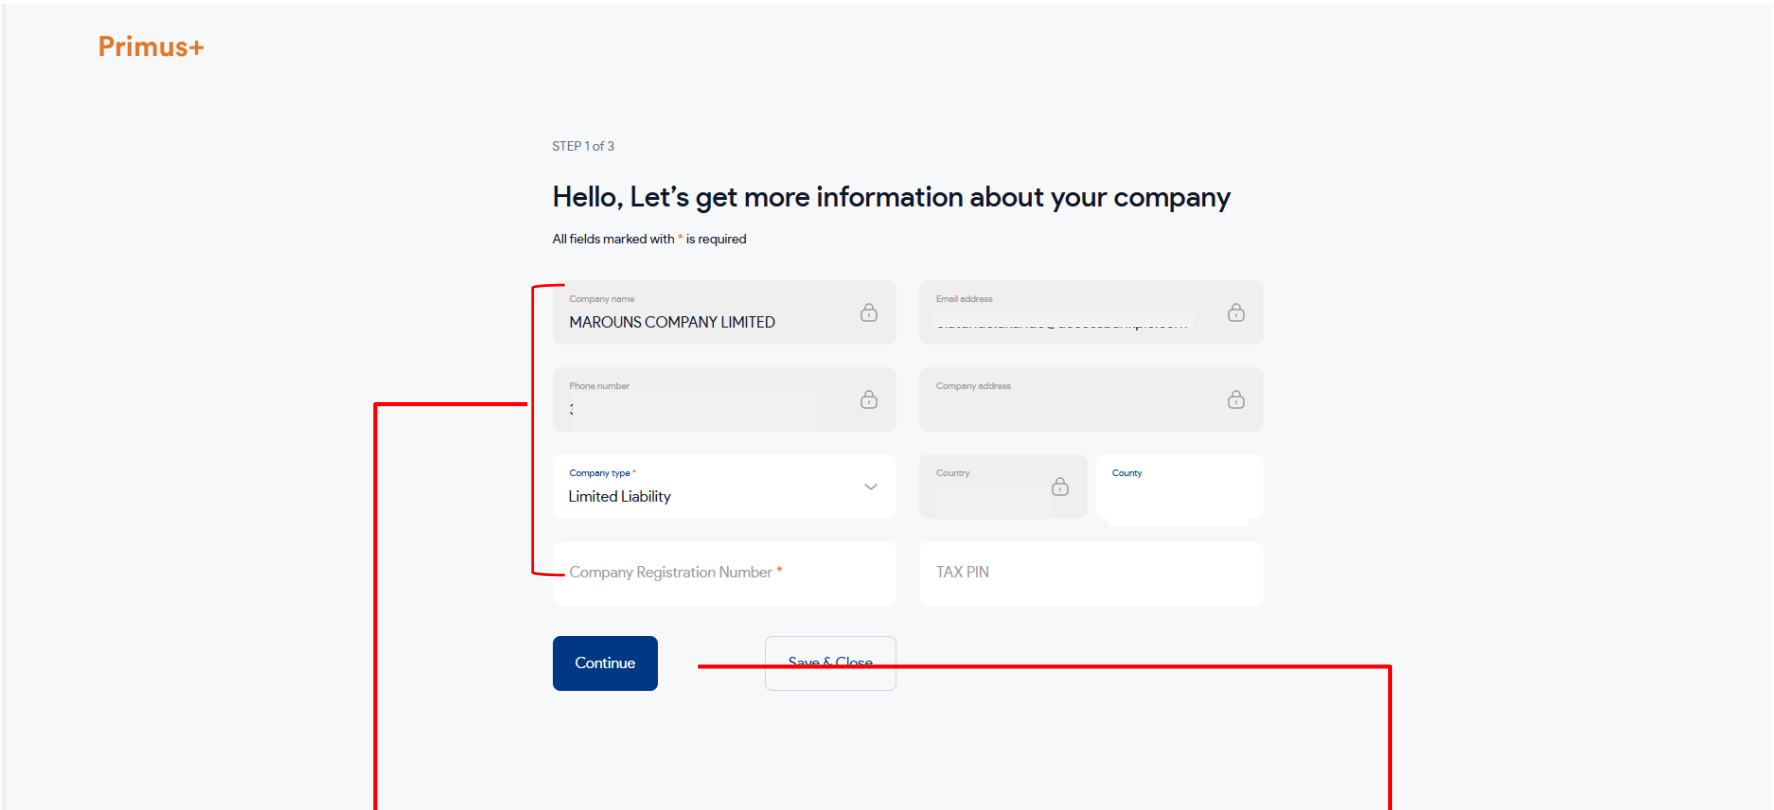 Primus+
STEP 1 of 3
Hello, Let's get more information about your company
All fields marked with * is required
Company name
MAROUNS COMPANY LIMITED
Email address
Phone number
Company address
Company type *
Limited Liability
Country
County
Company Registration Number *
TAX PIN
Continue
Save & Close